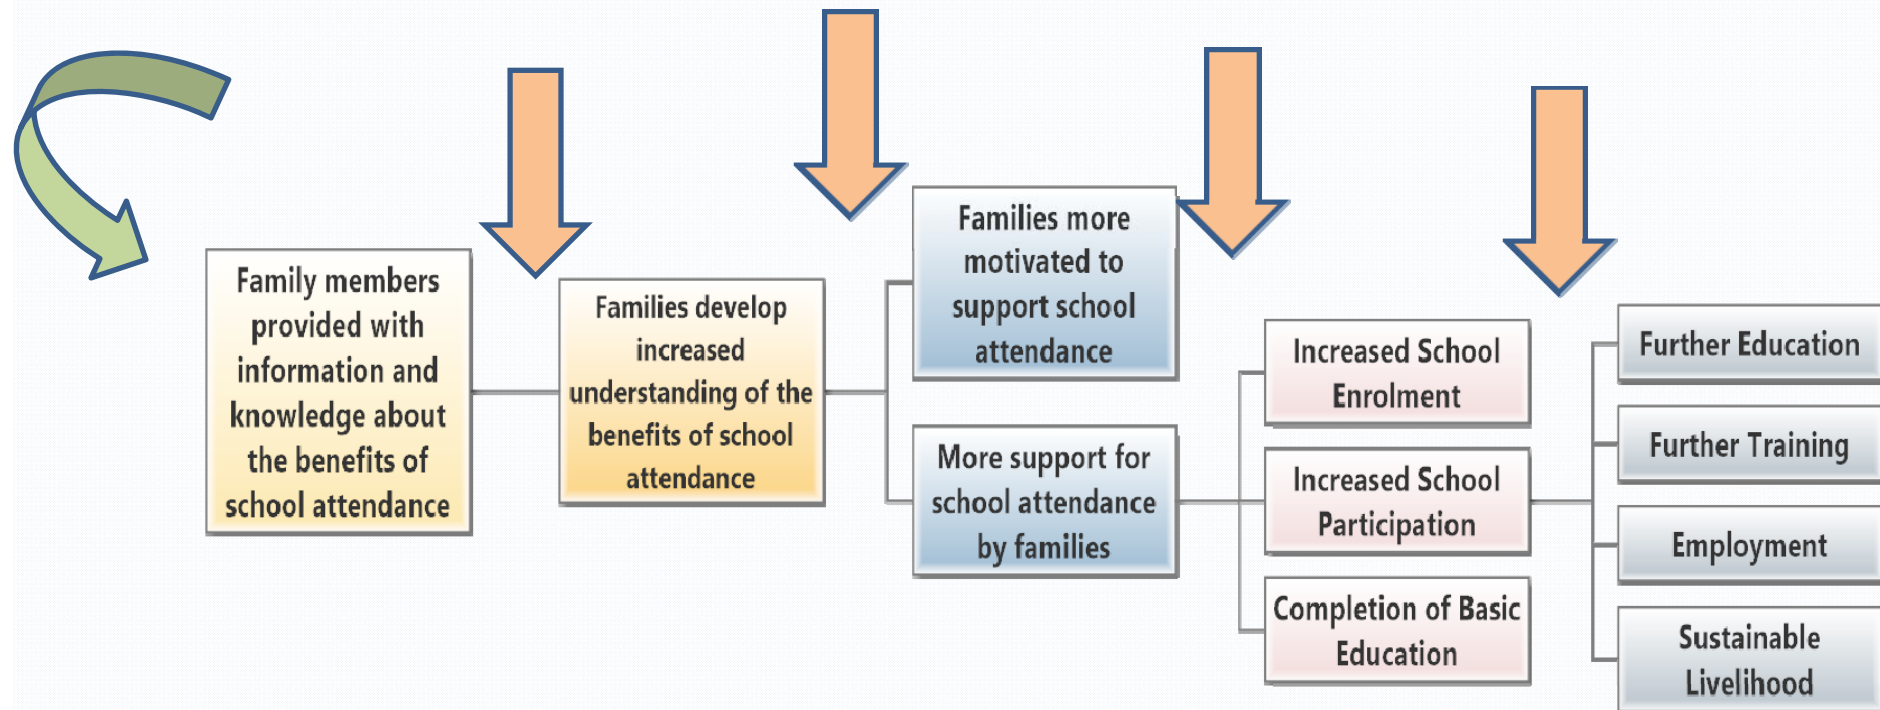 Family members
provided with
information and
knowledge about
the benefits of
school attendance
Families develop
increased
understanding of the
benefits of school
attendance
Families more
motivated to
support school
attendance
More support for
school attendance
by families
Increased School
Enrolment
Increased School
Participation
Completion of Basic
Education
Further Education
Further Training
Employment
Sustainable
Livelihood